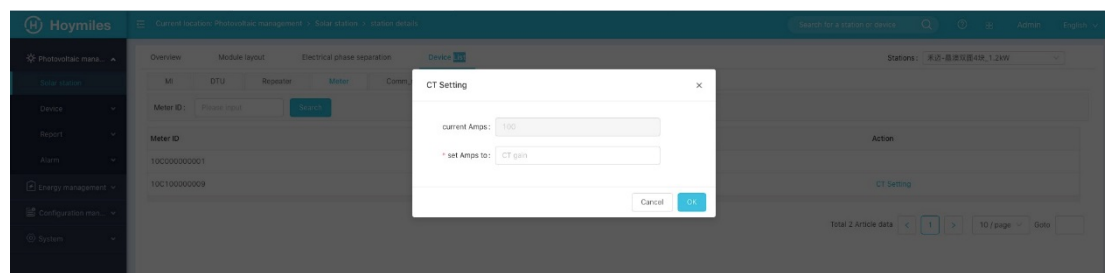 Hoymiles
Current location: Photovoltaic management > Solar station > station details
Search for a station or device
Admin
English
Photovoltaic mana...
Solar station
Device
Report
Alarm
Energy management
Configuration man...
System
Overview
Module layout
Electrical phase separation
Device List
Stations:
MI
DTU
Repeater
Meter
Meter ID:
Please input
Search
Meter ID
Action
10C000000001
10C100000009
CT Setting
CT Setting
current Amps: 100
* set Amps to: CT gain
Cancel
OK
Total 2 Article data < 1 > 10 / page Goto